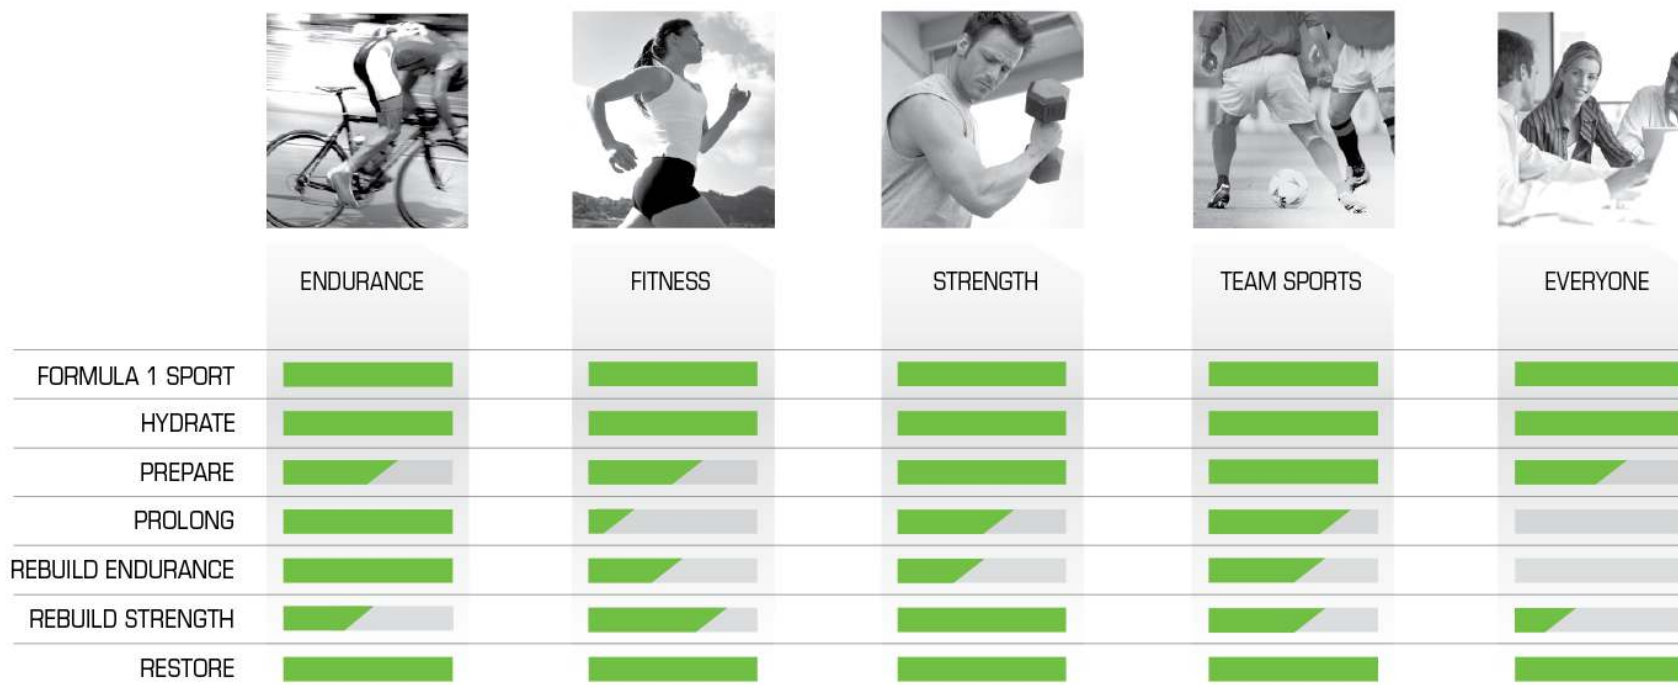 ENDURANCE
FITNESS
STRENGTH
TEAM SPORTS
EVERYONE
FORMULA 1 SPORT
HYDRATE
PREPARE
PROLONG
REBUILD ENDURANCE
REBUILD STRENGTH
RESTORE